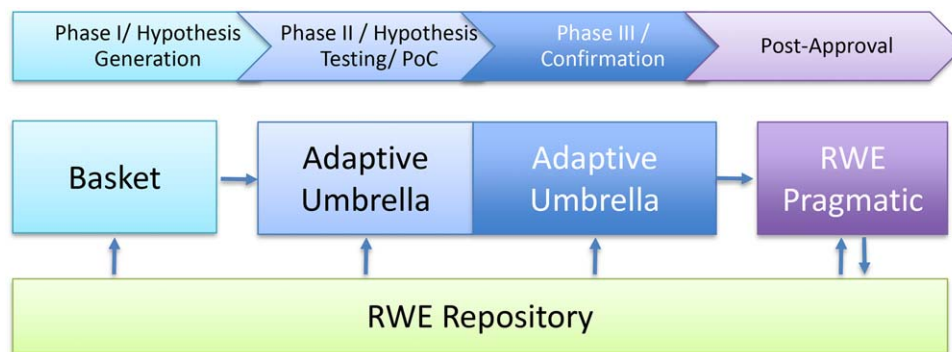 Phase I/ Hypothesis
Generation
Phase II / Hypothesis
Testing/ PoC
Phase III /
Confirmation
Post-Approval
Basket
Adaptive
Umbrella
Adaptive
Umbrella
RWE
Pragmatic
RWE Repository